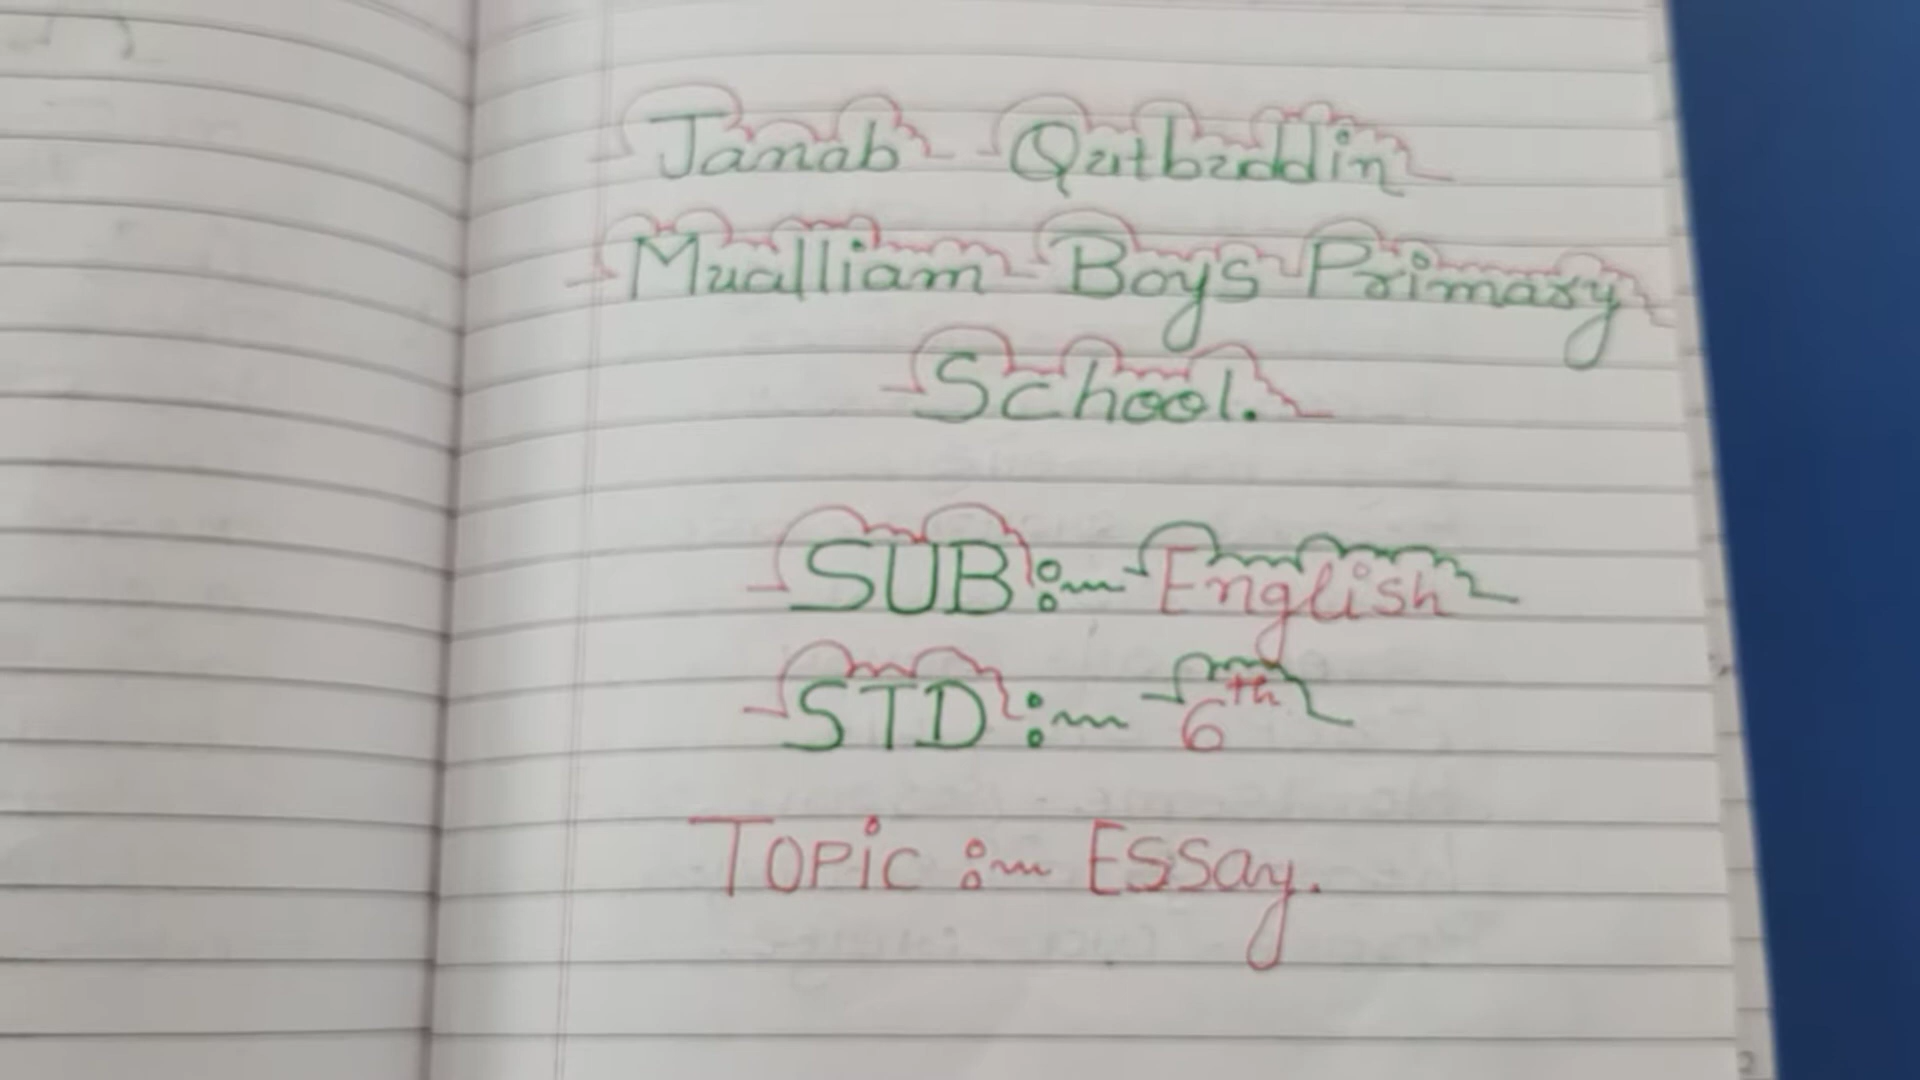 Janab Qutbuddin
Mualliam Boys Primary
School.
SUB :- English
STD :- 6th
Topic :- Essay.